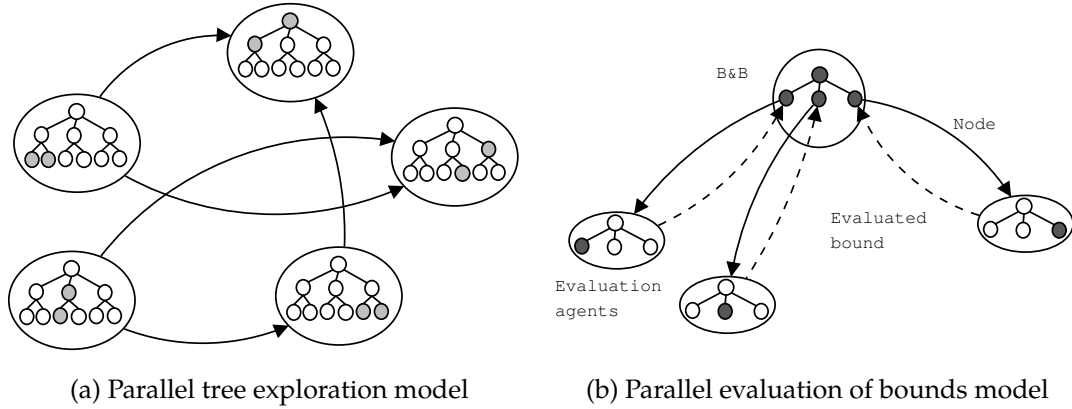 B&B
Node
Evaluated
bound
Evaluation
agents
(a) Parallel tree exploration model
(b) Parallel evaluation of bounds model